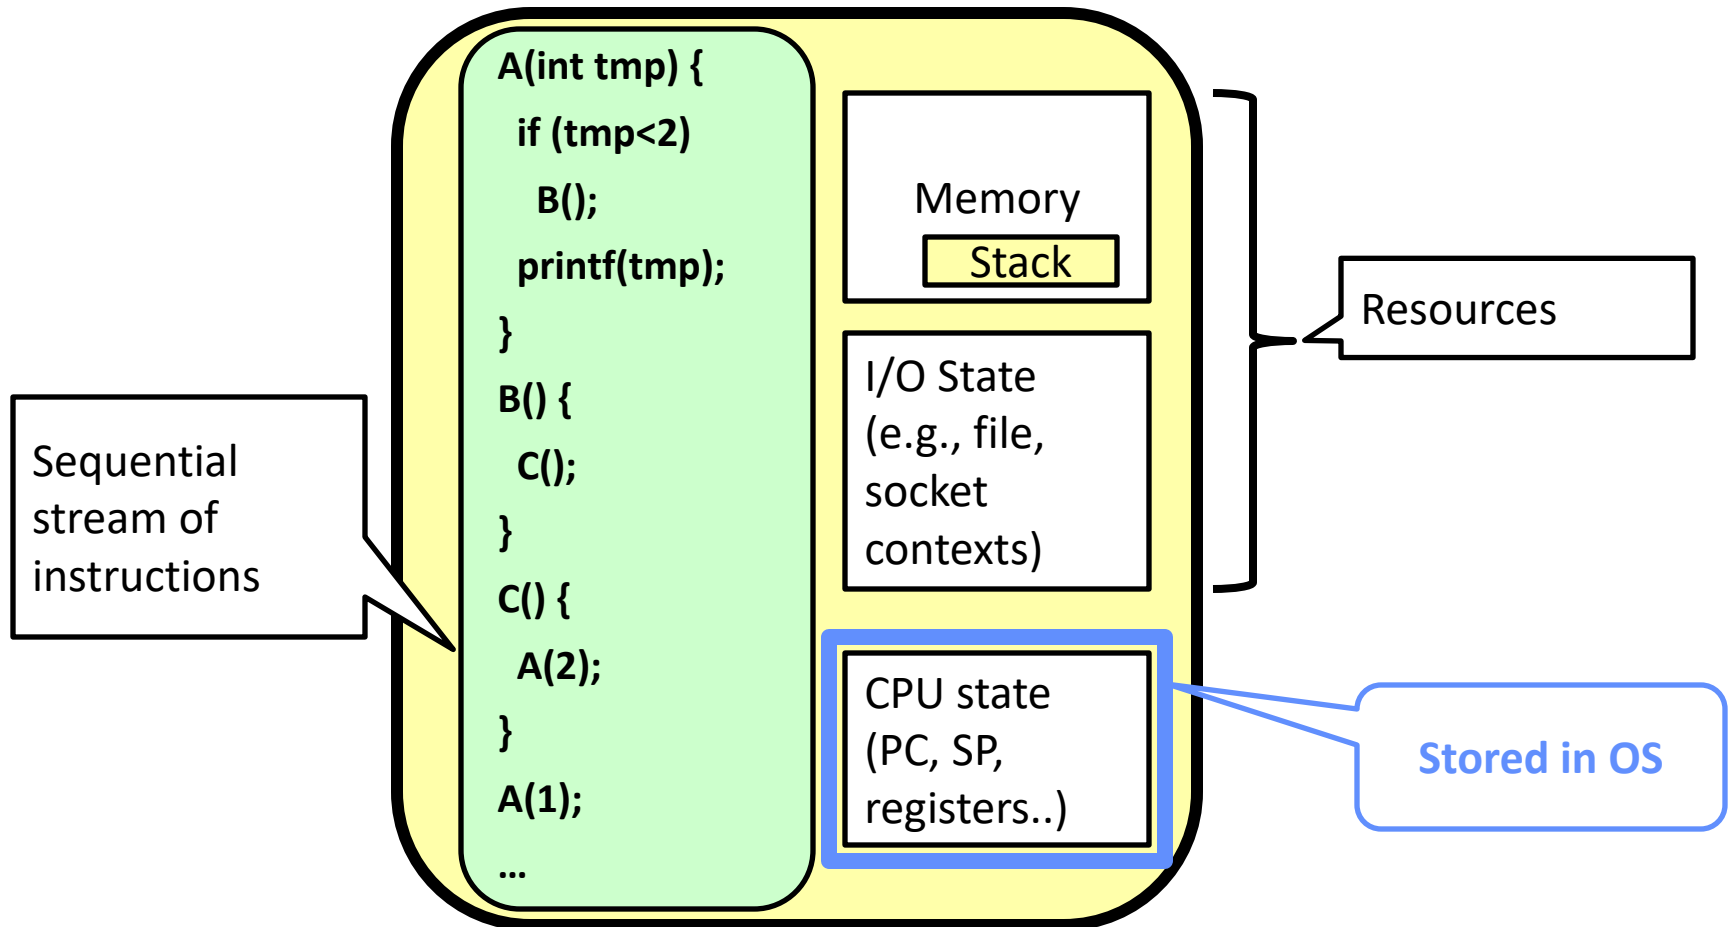 A(int tmp) {
if (tmp<2)
B();
printf(tmp);
}
B() {
C();
}
C() {
A(2);
}
A(1);
…
Memory
Stack
I/O State
(e.g., file,
socket
contexts)
CPU state
(PC, SP,
registers..)
Resources
Sequential
stream of
instructions
Stored in OS